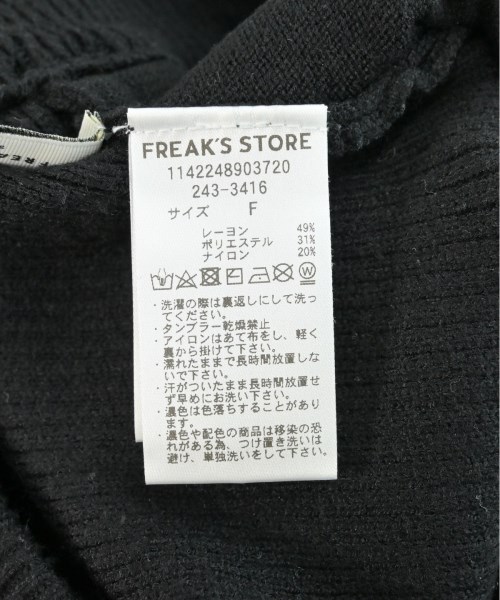 FREAK'S STORE
1142248903720
243-3416
サイズ F
レーヨン 49%
ポリエステル 31%
ナイロン 20%
・洗濯の際は裏返しにして洗っ
てください。
・タンブラー乾燥禁止
・アイロンはあて布をし、軽く
裏から掛けて下さい。
・濡れたままで長時間放置しな
いで下さい。
・汗がついたまま長時間放置せ
ず早めにお洗い下さい。
・濃色は色落ちすることがあり
ます。
・濃色や配色の商品は移染の恐
れがある為、つけ置き洗いは
避け、単独洗いをして下さい。